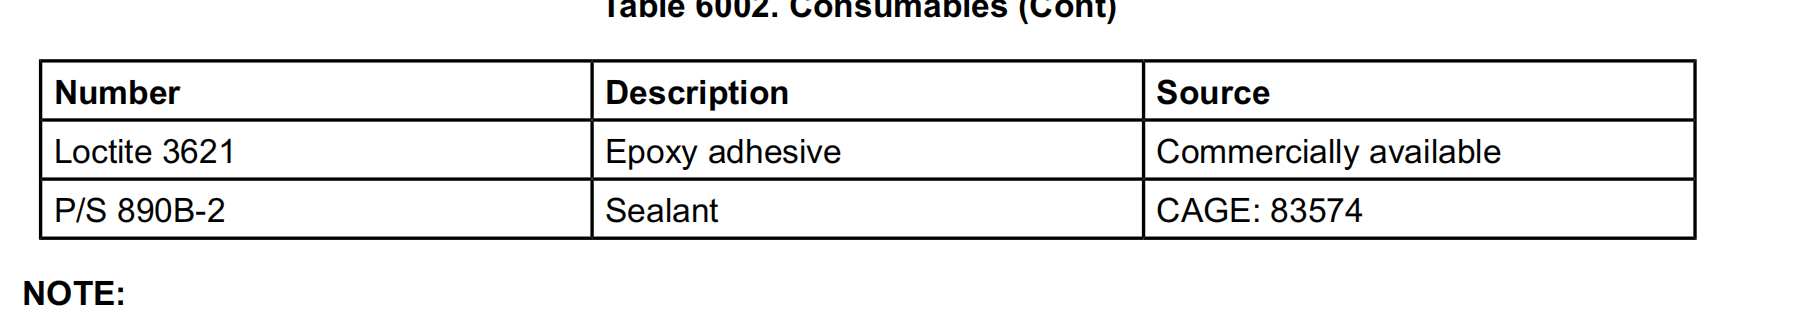 Table 6002. Consumables (Cont)
Number Description Source
Loctite 3621 Epoxy adhesive Commercially available
P/S 890B-2 Sealant CAGE: 83574
NOTE: